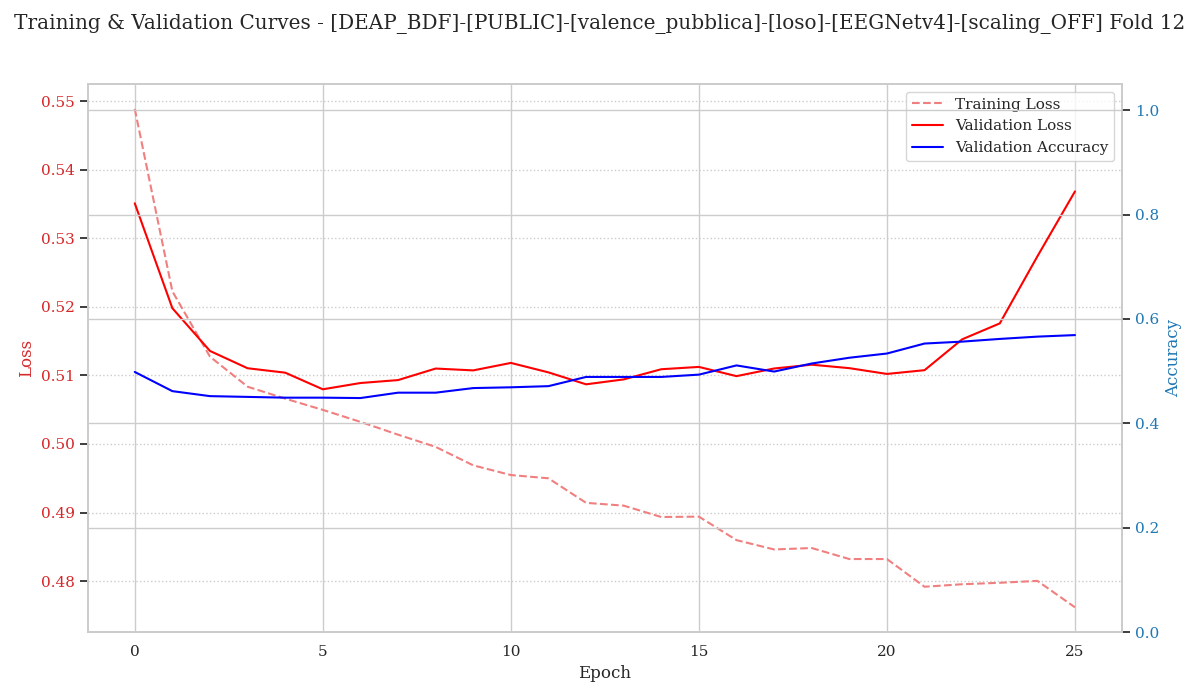 Training & Validation Curves - [DEAP_BDF]-[PUBLIC]-[valence_pubblica]-[loso]-[EEGNetv4]-[scaling_OFF] Fold 12
Training Loss
Validation Loss
Validation Accuracy
Loss
0.55
0.54
0.53
0.52
0.51
0.50
0.49
0.48
1.0
0.8
0.6
0.4
0.2
0.0
Accuracy
0
5
10
15
20
25
Epoch